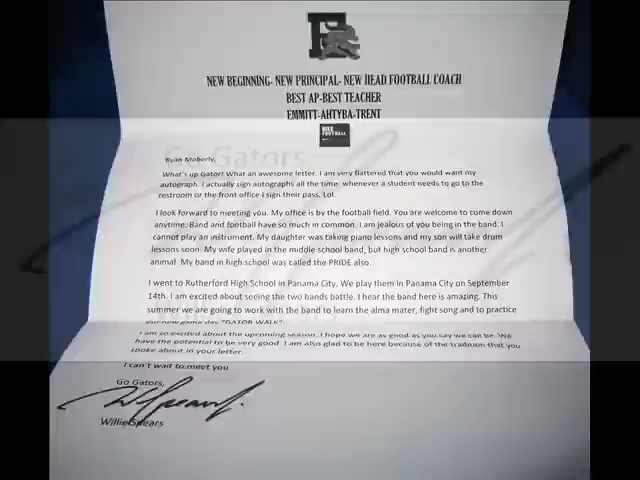 NEW BEGINNING- NEW PRINCIPAL- NEW HEAD FOOTBALL COACH
BEST AP-BEST TEACHER
EMMITT-AHTYBA-TRENT
NIKE
FOOTBALL
Go Gators
Ryan Moberly,
What's up Gator! What an awesome letter. I am very flattered that you would want my
autograph. I actually sign autographs all the time- whenever a student needs to go to the
restroom or the front office I sign their pass. Lol.
I look forward to meeting you. My office is by the football field. You are welcome to come down
anytime. Band and football have so much in common. I am jealous of you being in the band. I
cannot play an instrument. My daughter was taking piano lessons and my son will take drum
lessons soon. My wife played in the middle school band, but high school band is another
animal. My band in high school was called the PRIDE also.
I went to Rutherford High School in Panama City. We play them in Panama City on September
14th. I am excited about seeing the two bands battle. I hear the band here is amazing. This
summer we are going to work with the band to learn the alma mater, fight song and to practice
our new game day "GATOR WALK"
I am so excited about the upcoming season. I hope we are as good as you say we can be. We
have the potential to be very good. I am also glad to be here because of the tradition that you
spoke about in your letter.
I can't wait to meet you
Go Gators,
Willie Spears